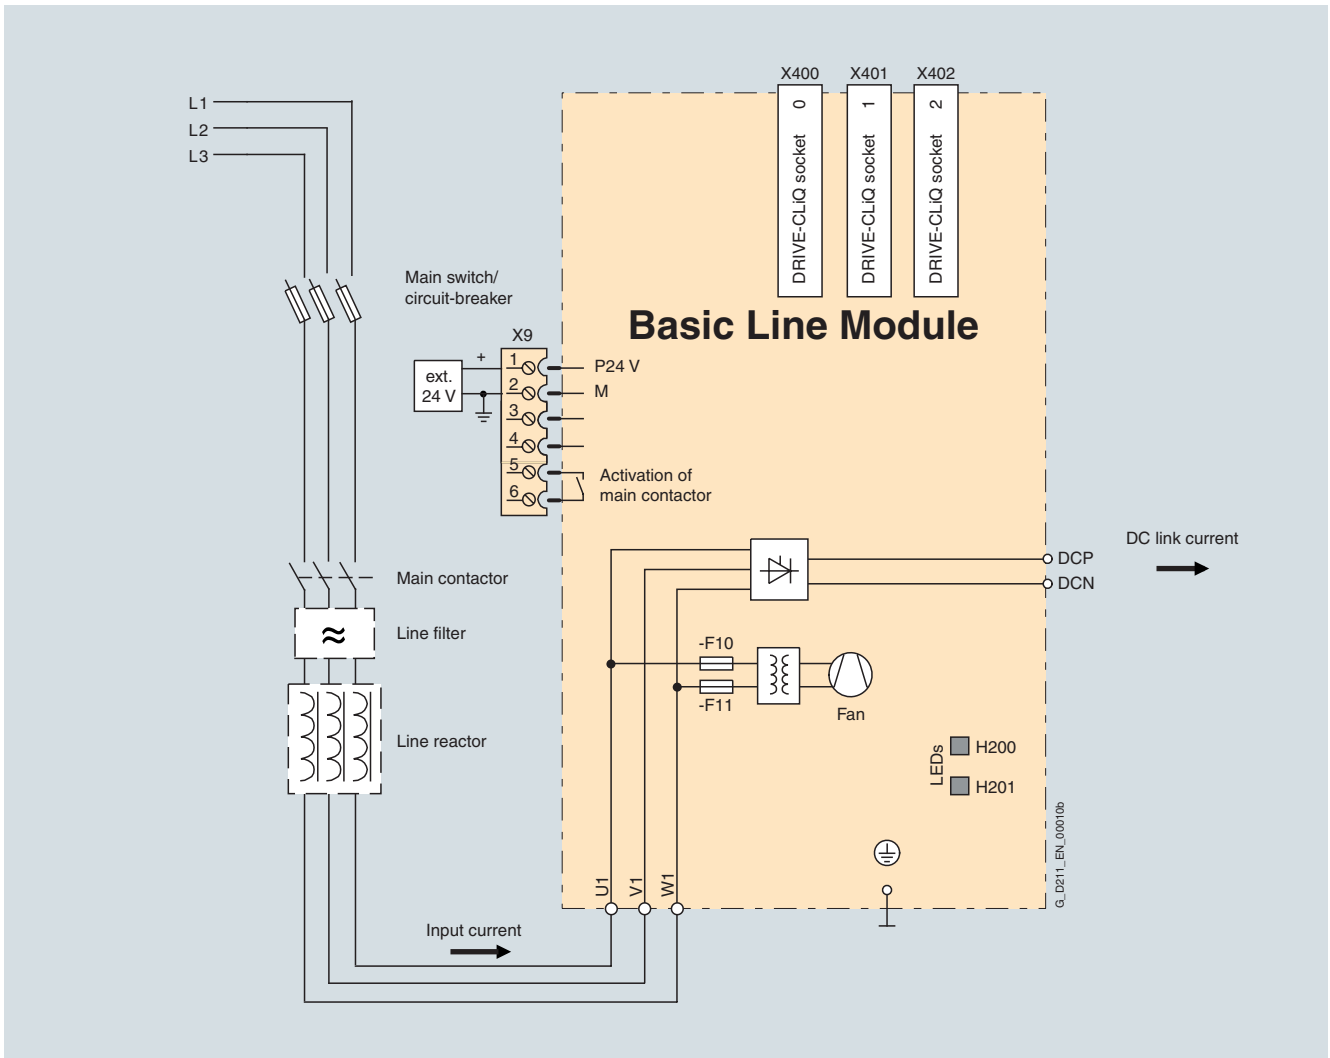 X400 X401 X402
L1
L2
L3
DRIVE-CLiQ socket 0
DRIVE-CLiQ socket 1
DRIVE-CLiQ socket 2
Main switch/
circuit-breaker
Basic Line Module
X9
ext.
24 V
+
1
2
3
4
5
6
P24 V
M
Activation of
main contactor
DC link current
DCP
DCN
Main contactor
≈
Line filter
-F10
-F11
Fan
Line reactor
LEDs
H200
H201
G_D211_EN_00010b
U1
V1
W1
Input current